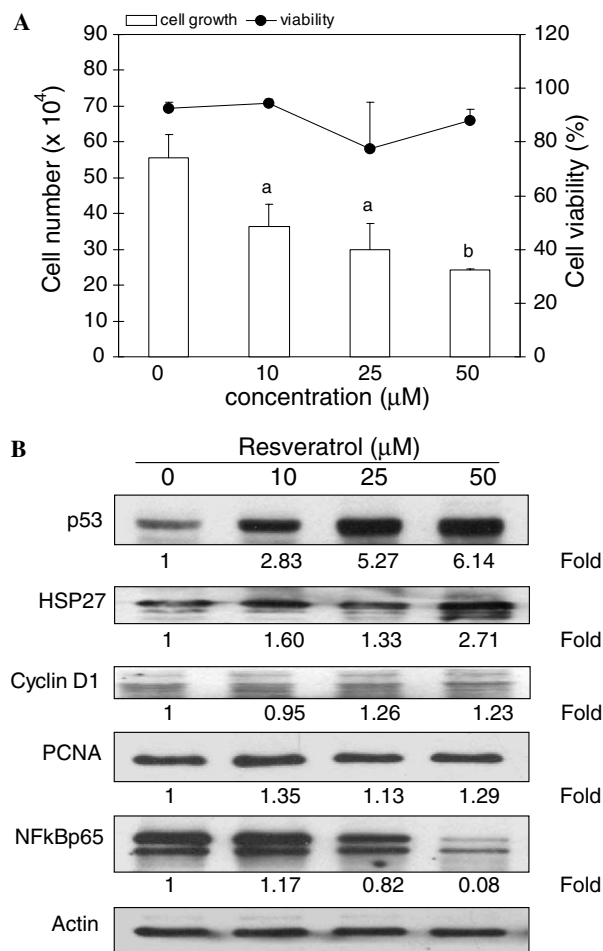 A
cell growth viability
90 120
80
70 100
60 80
50
40 60
30 40
20
10 20
0 0
Cell number (x 10⁴)
Cell viability (%)
a a b
0 10 25 50
concentration (μM)
B
Resveratrol (μM)
0 10 25 50
p53
1 2.83 5.27 6.14 Fold
HSP27
1 1.60 1.33 2.71 Fold
Cyclin D1
1 0.95 1.26 1.23 Fold
PCNA
1 1.35 1.13 1.29 Fold
NFkBp65
1 1.17 0.82 0.08 Fold
Actin